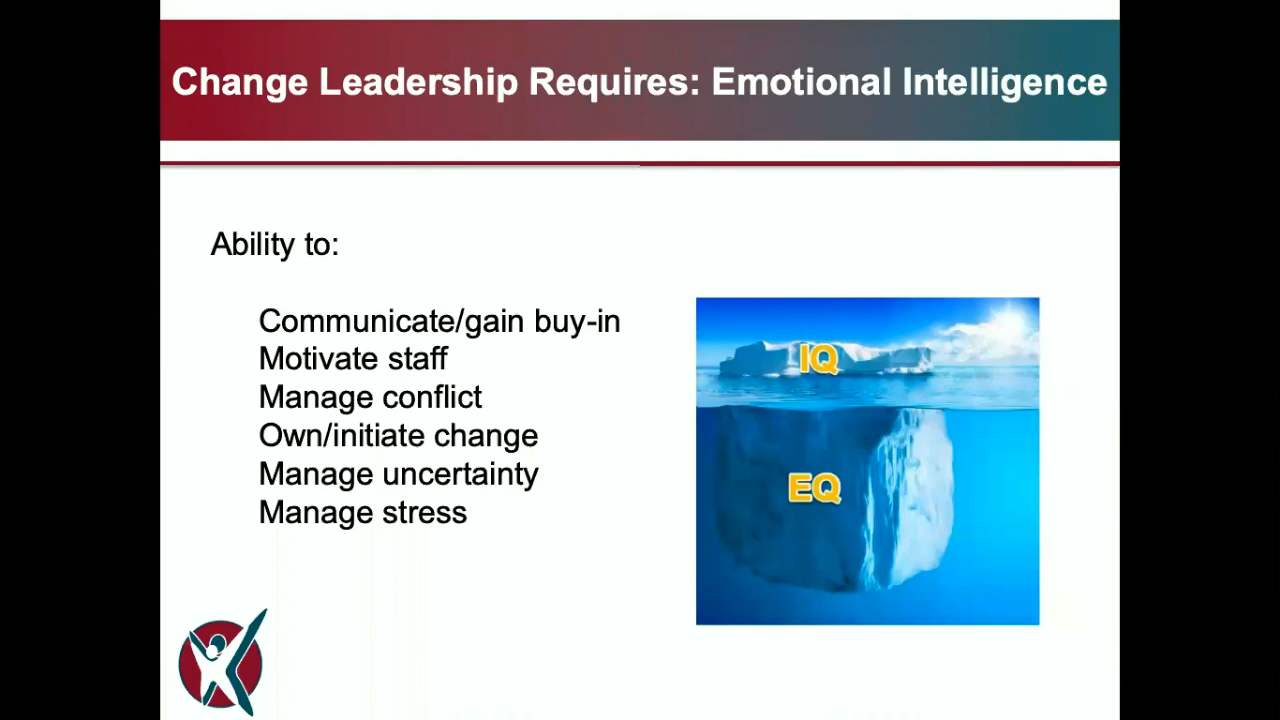 Change Leadership Requires: Emotional Intelligence
Ability to:
Communicate/gain buy-in
Motivate staff
Manage conflict
Own/initiate change
Manage uncertainty
Manage stress
IQ
EQ